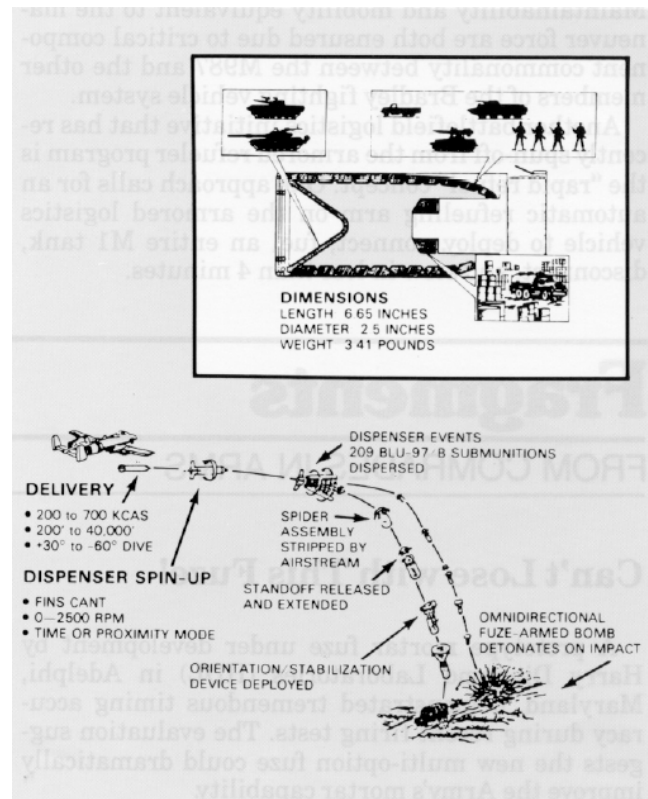 Maintainability and mobility equivalent to the ma-
neuver force are both ensured due to critical compo-
nent commonality between the M987 and the other
members of the Bradley fighting vehicle system.
Another battlefield logistics initiative that has re-
cently spun off from the armored refueler program is
the "rapid refuel" concept. approach calls for an
automatic refueling arm on the armored logistics
vehicle to deploy, connect, fuel an entire M1 tank,
disconnect in 4 minutes.
DIMENSIONS
LENGTH 6.65 INCHES
DIAMETER 2.5 INCHES
WEIGHT 3.41 POUNDS
Fragments
FROM COMRADES IN ARMS
DISPENSER EVENTS:
209 BLU-97/B SUBMUNITIONS
DISPERSED
DELIVERY
• 200 to 700 KCAS
• 200' to 40,000'
• +30° to -60° DIVE
SPIDER
ASSEMBLY
STRIPPED BY
AIRSTREAM
DISPENSER SPIN-UP
• FINS CANT
• 0—2500 RPM
• TIME OR PROXIMITY MODE
STANDOFF RELEASED
AND EXTENDED
OMNIDIRECTIONAL
FUZE-ARMED BOMB
DETONATES ON IMPACT
ORIENTATION/STABILIZATION
DEVICE DEPLOYED
Can't Lose with This Fuze!
mortar fuze under development by
Harry Diamond Laboratories in Adelphi,
Maryland demonstrated tremendous timing accu-
racy during firing tests. The evaluation sug-
gests the new multi-option fuze could dramatically
improve the Army's mortar capability.